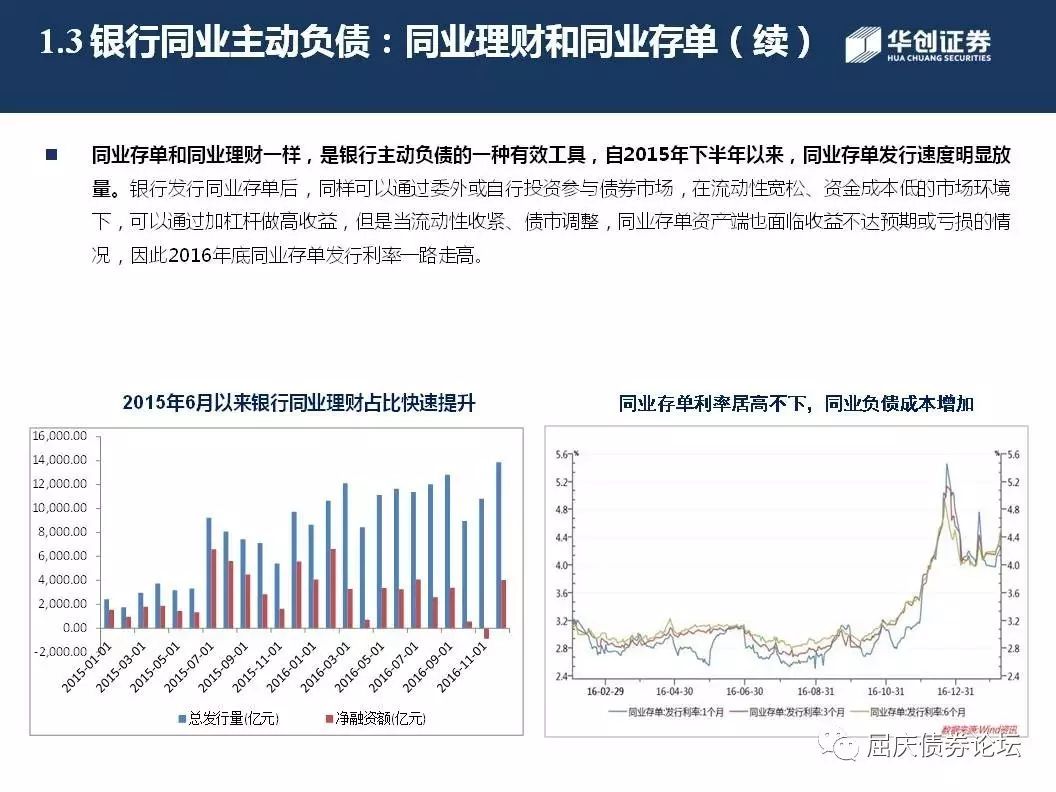 1.3 银行同业主动负债：同业理财和同业存单（续）
华创证券
HUA CHUANG SECURITIES
同业存单和同业理财一样，是银行主动负债的一种有效工具，自2015年下半年以来，同业存单发行速度明显放
量。银行发行同业存单后，同样可以通过委外或自行投资参与债券市场，在流动性宽松、资金成本低的市场环境
下，可以通过加杠杆做高收益，但是当流动性收紧、债市调整，同业存单资产端也面临收益不达预期或亏损的情
况，因此2016年底同业存单发行利率一路走高。
2015年6月以来银行同业理财占比快速提升
16,000.00
14,000.00
12,000.00
10,000.00
8,000.00
6,000.00
4,000.00
2,000.00
0.00
-2,000.00
2015-01-01 2015-03-01 2015-05-01 2015-07-01 2015-09-01 2015-11-01 2016-01-01 2016-03-01 2016-05-01 2016-07-01 2016-09-01 2016-11-01
总发行量(亿元) 净融资额(亿元)
同业存单利率居高不下，同业负债成本增加
5.6 % % 5.6
5.2 5.2
4.8 4.8
4.4 4.4
4.0 4.0
3.6 3.6
3.2 3.2
2.8 2.8
2.4 2.4
16-02-29 16-04-30 16-06-30 16-08-31 16-10-31 16-12-31
同业存单:发行利率:1个月 同业存单:发行利率:3个月 同业存单:发行利率:6个月
数据来源:Wind资讯
屈庆债券论坛